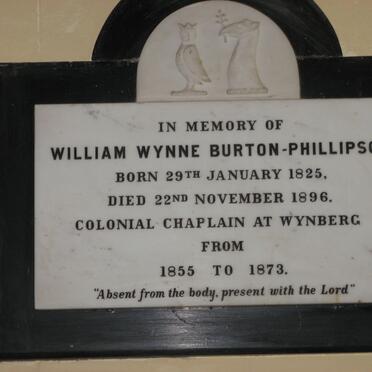 IN MEMORY OF
WILLIAM WYNNE BURTON-PHILLIPSO
BORN 29TH JANUARY 1825,
DIED 22ND NOVEMBER 1896.
COLONIAL CHAPLAIN AT WYNBERG
FROM
1855 TO 1873.
"Absent from the body, present with the Lord"